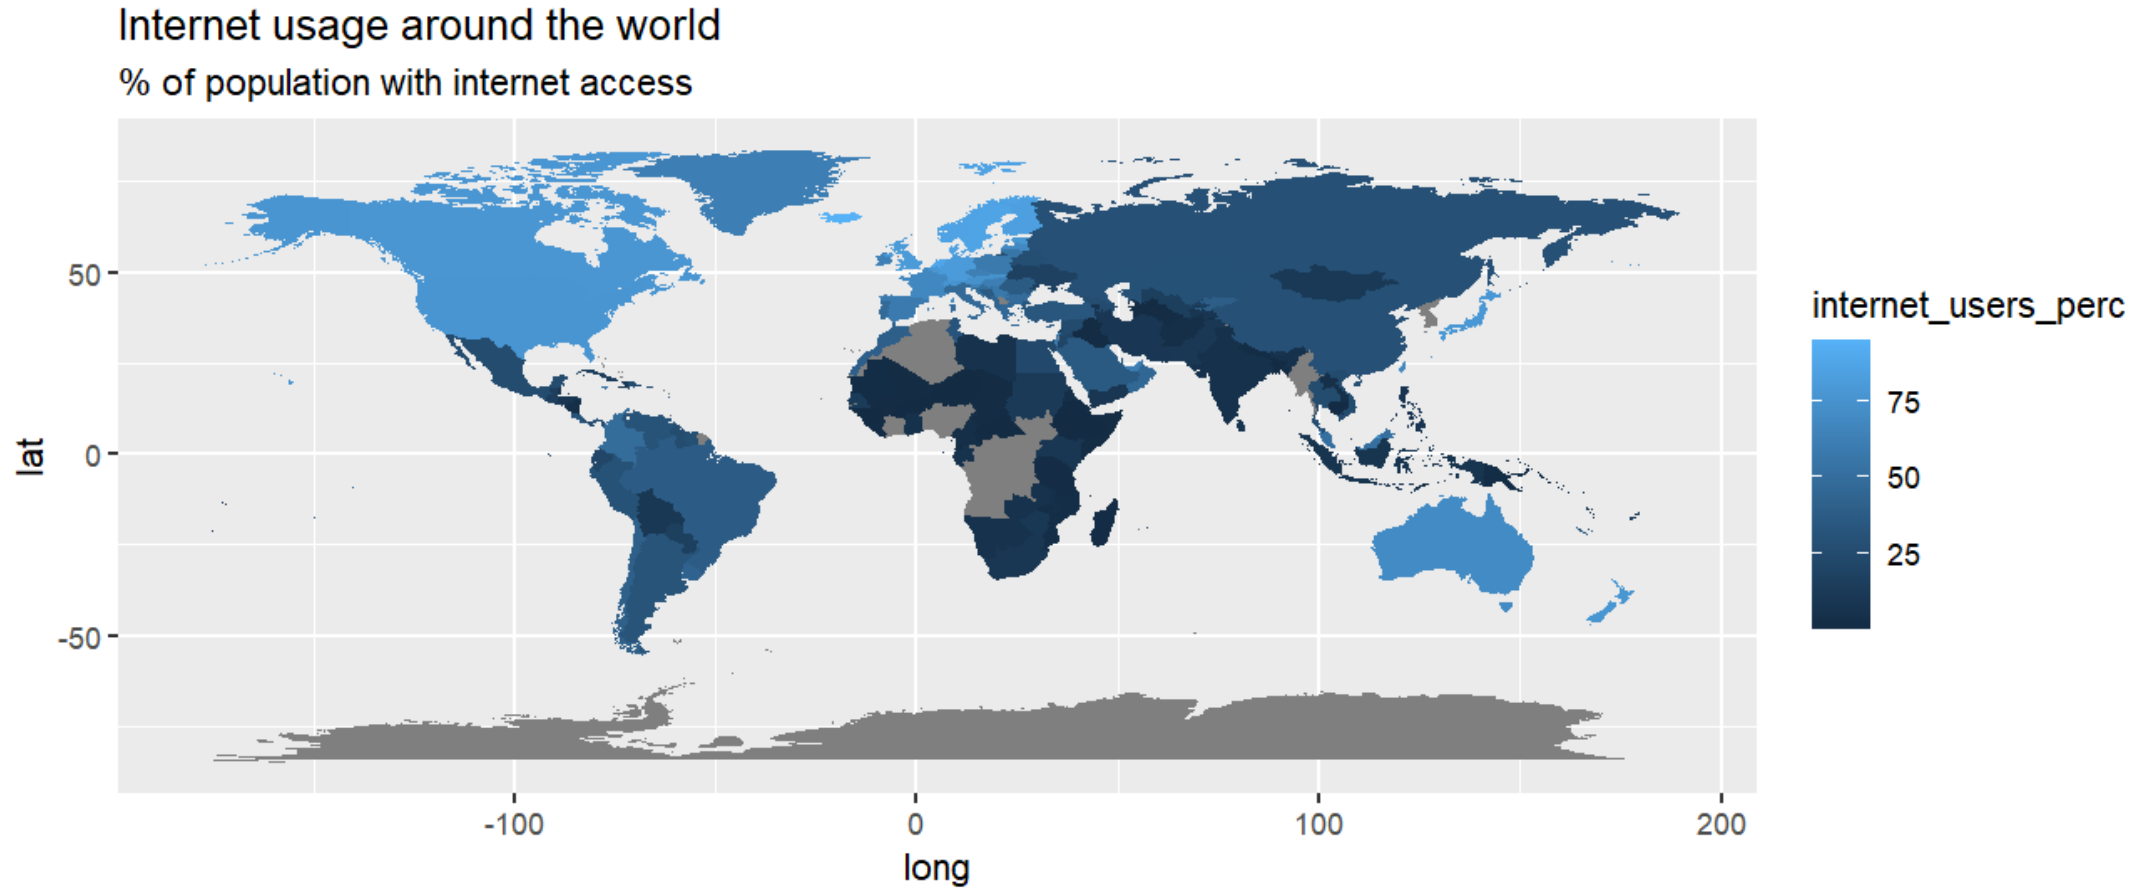 Internet usage around the world
% of population with internet access
50
0
-50
lat
-100 0 100 200
long
internet_users_perc
75
50
25